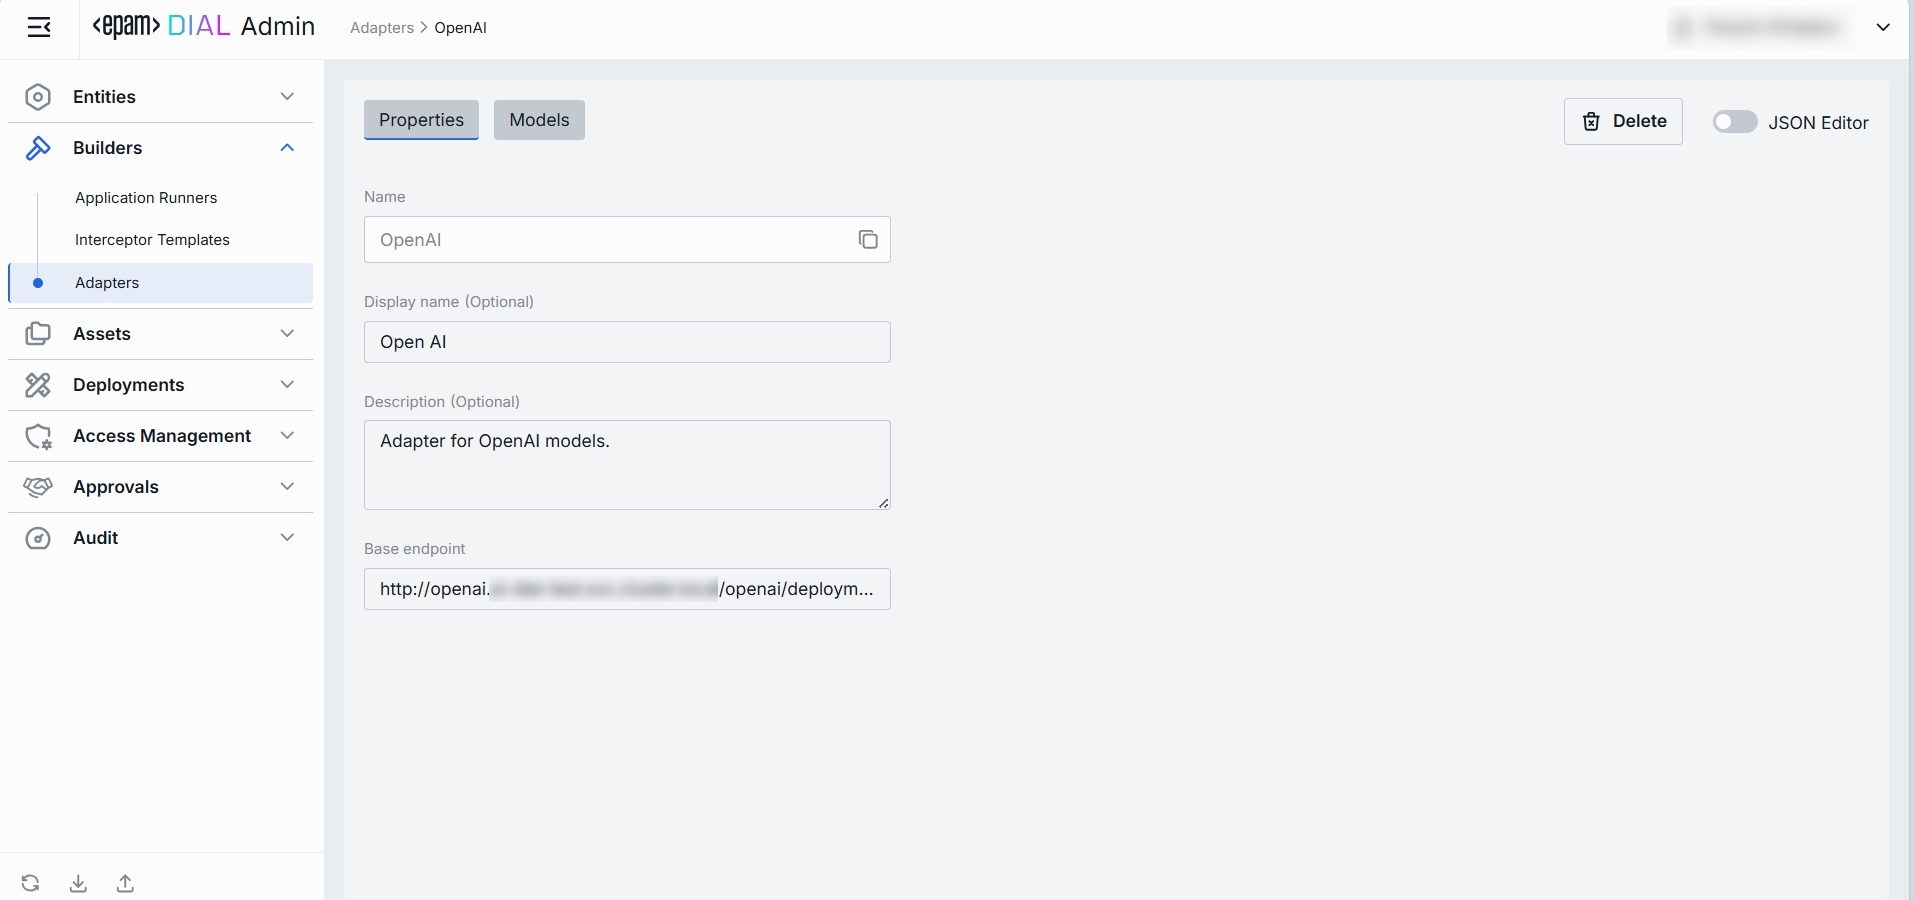 <epam> DIAL Admin
Adapters > OpenAI
Entities
Builders
Application Runners
Interceptor Templates
Adapters
Assets
Deployments
Access Management
Approvals
Audit
Properties
Models
Delete
JSON Editor
Name
OpenAI
Display name (Optional)
Open AI
Description (Optional)
Adapter for OpenAI models.
Base endpoint
http://openai. /openai/deploym...